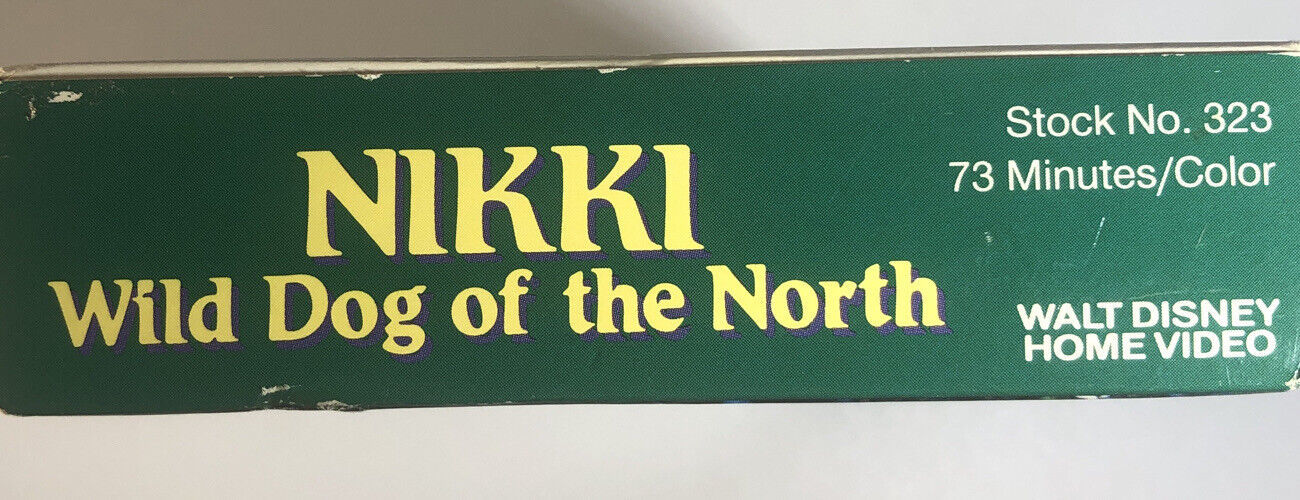 NIKKI
Wild Dog of the North
Stock No. 323
73 Minutes/Color
WALT DISNEY
HOME VIDEO